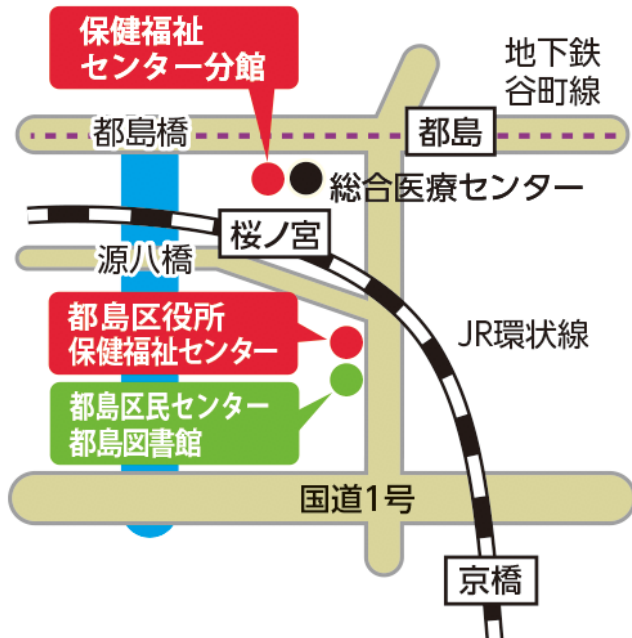 保健福祉
センター分館
地下鉄
谷町線
都島橋
都島
総合医療センター
桜ノ宮
源八橋
都島区役所
保健福祉センター
JR環状線
都島区民センター
都島図書館
国道1号
京橋